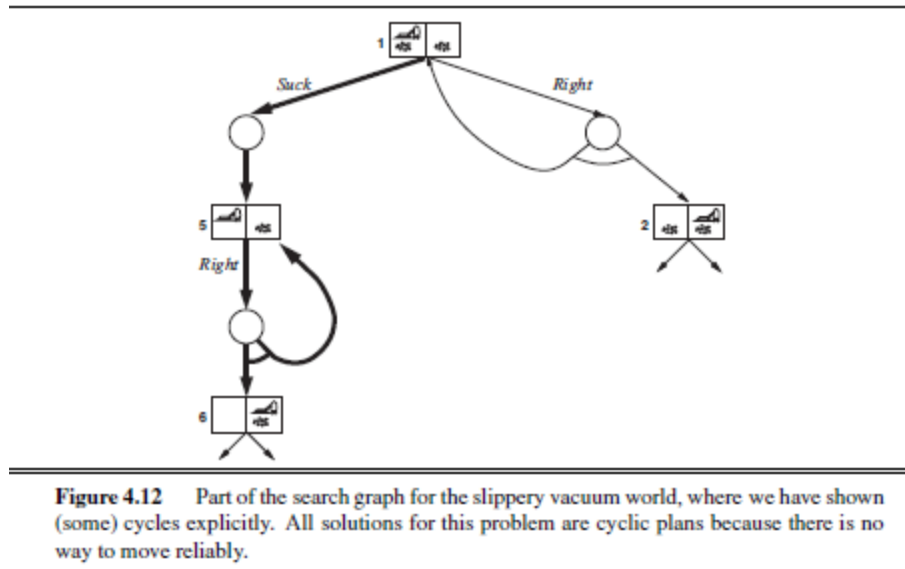 1
Suck
Right
5
2
Right
6
Figure 4.12 Part of the search graph for the slippery vacuum world, where we have shown
(some) cycles explicitly. All solutions for this problem are cyclic plans because there is no
way to move reliably.